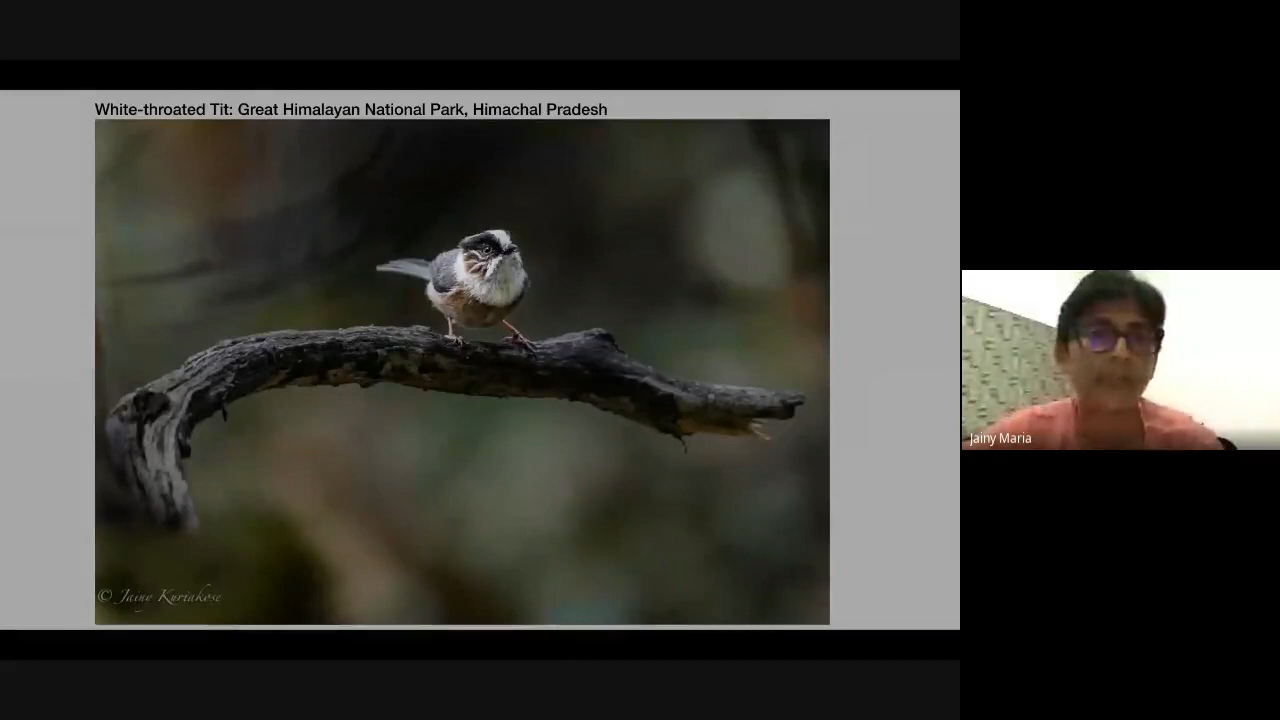 White-throated Tit: Great Himalayan National Park, Himachal Pradesh
© Jainy Kuriakose
Jainy Maria